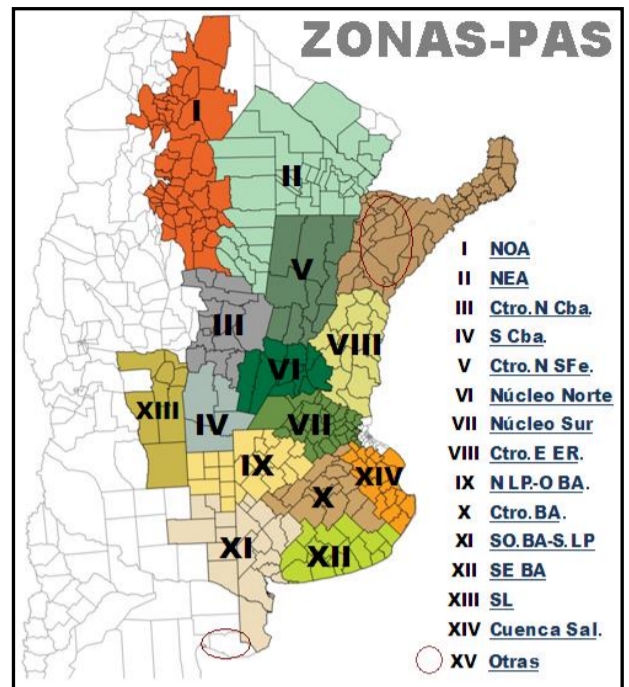 ZONAS-PAS
I
II
V
III
VIII
VI
XIII
IV
VII
IX
XIV
X
XI
XII
I NOA
II NEA
III Ctro.N Cba.
IV S Cba.
V Ctro.N SFe.
VI Núcleo Norte
VII Núcleo Sur
VIII Ctro.E ER.
IX N LP.-O BA.
X Ctro.BA.
XI SO.BA-S.LP
XII SE BA
XIII SL
XIV Cuenca Sal.
XV Otras